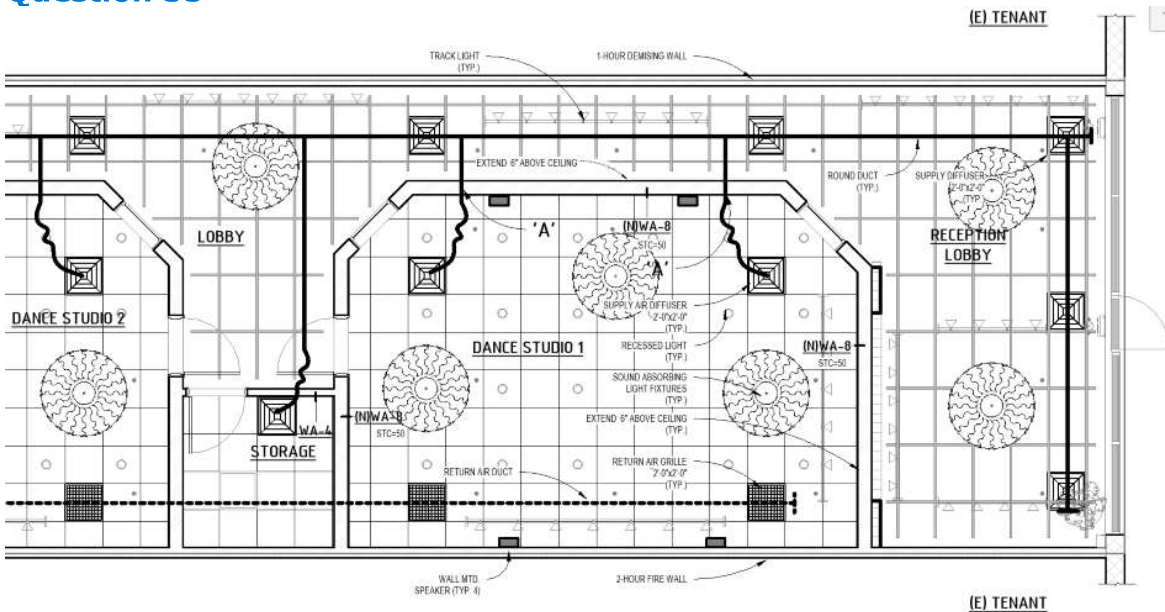 (E) TENANT
TRACK LIGHT
(TYP.)
1-HOUR DEMISING WALL
EXTEND 6" ABOVE CEILING
ROUND DUCT
(TYP.)
SUPPLY DIFFUSER
2'-0"x2'-0"
(TYP.)
LOBBY
'A'
(N)WA-8
STC=50
RECEPTION
LOBBY
'A'
DANCE STUDIO 2
SUPPLY AIR DIFFUSER
2'-0"x2'-0"
(TYP.)
DANCE STUDIO 1
RECESSED LIGHT
(TYP.)
(N)WA-8
STC=50
SOUND ABSORBING
LIGHT FIXTURES
(TYP.)
(N)WA-8
STC=50
WA-4
EXTEND 6" ABOVE CEILING
(TYP.)
STORAGE
RETURN AIR DUCT
RETURN AIR GRILLE
2'-0"x2'-0"
(TYP.)
WALL MTD.
SPEAKER (TYP. 4)
2-HOUR FIRE WALL
(E) TENANT